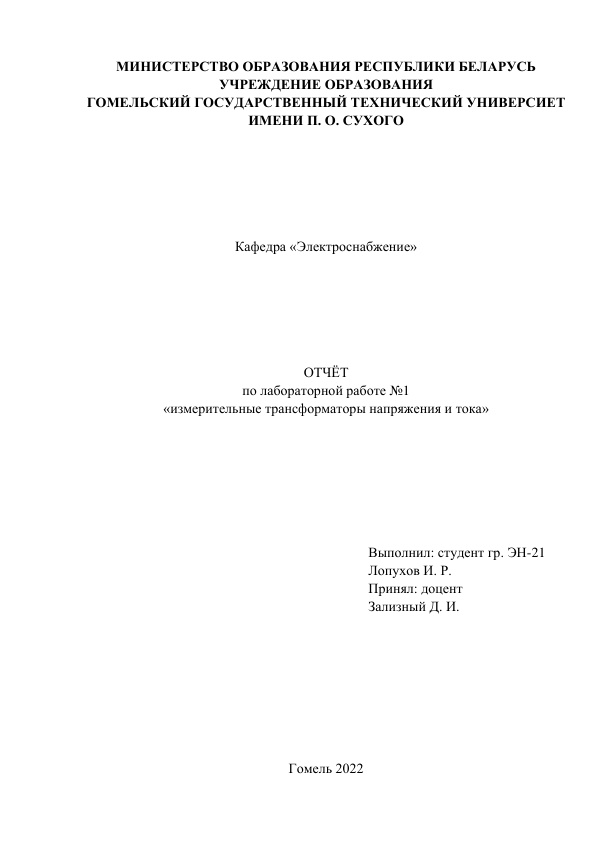 МИНИСТЕРСТВО ОБРАЗОВАНИЯ РЕСПУБЛИКИ БЕЛАРУСЬ
УЧРЕЖДЕНИЕ ОБРАЗОВАНИЯ
ГОМЕЛЬСКИЙ ГОСУДАРСТВЕННЫЙ ТЕХНИЧЕСКИЙ УНИВЕРСИЕТ
ИМЕНИ П. О. СУХОГО
Кафедра «Электроснабжение»
ОТЧЁТ
по лабораторной работе №1
«измерительные трансформаторы напряжения и тока»
Выполнил: студент гр. ЭН-21
Лопухов И. Р.
Принял: доцент
Зализный Д. И.
Гомель 2022